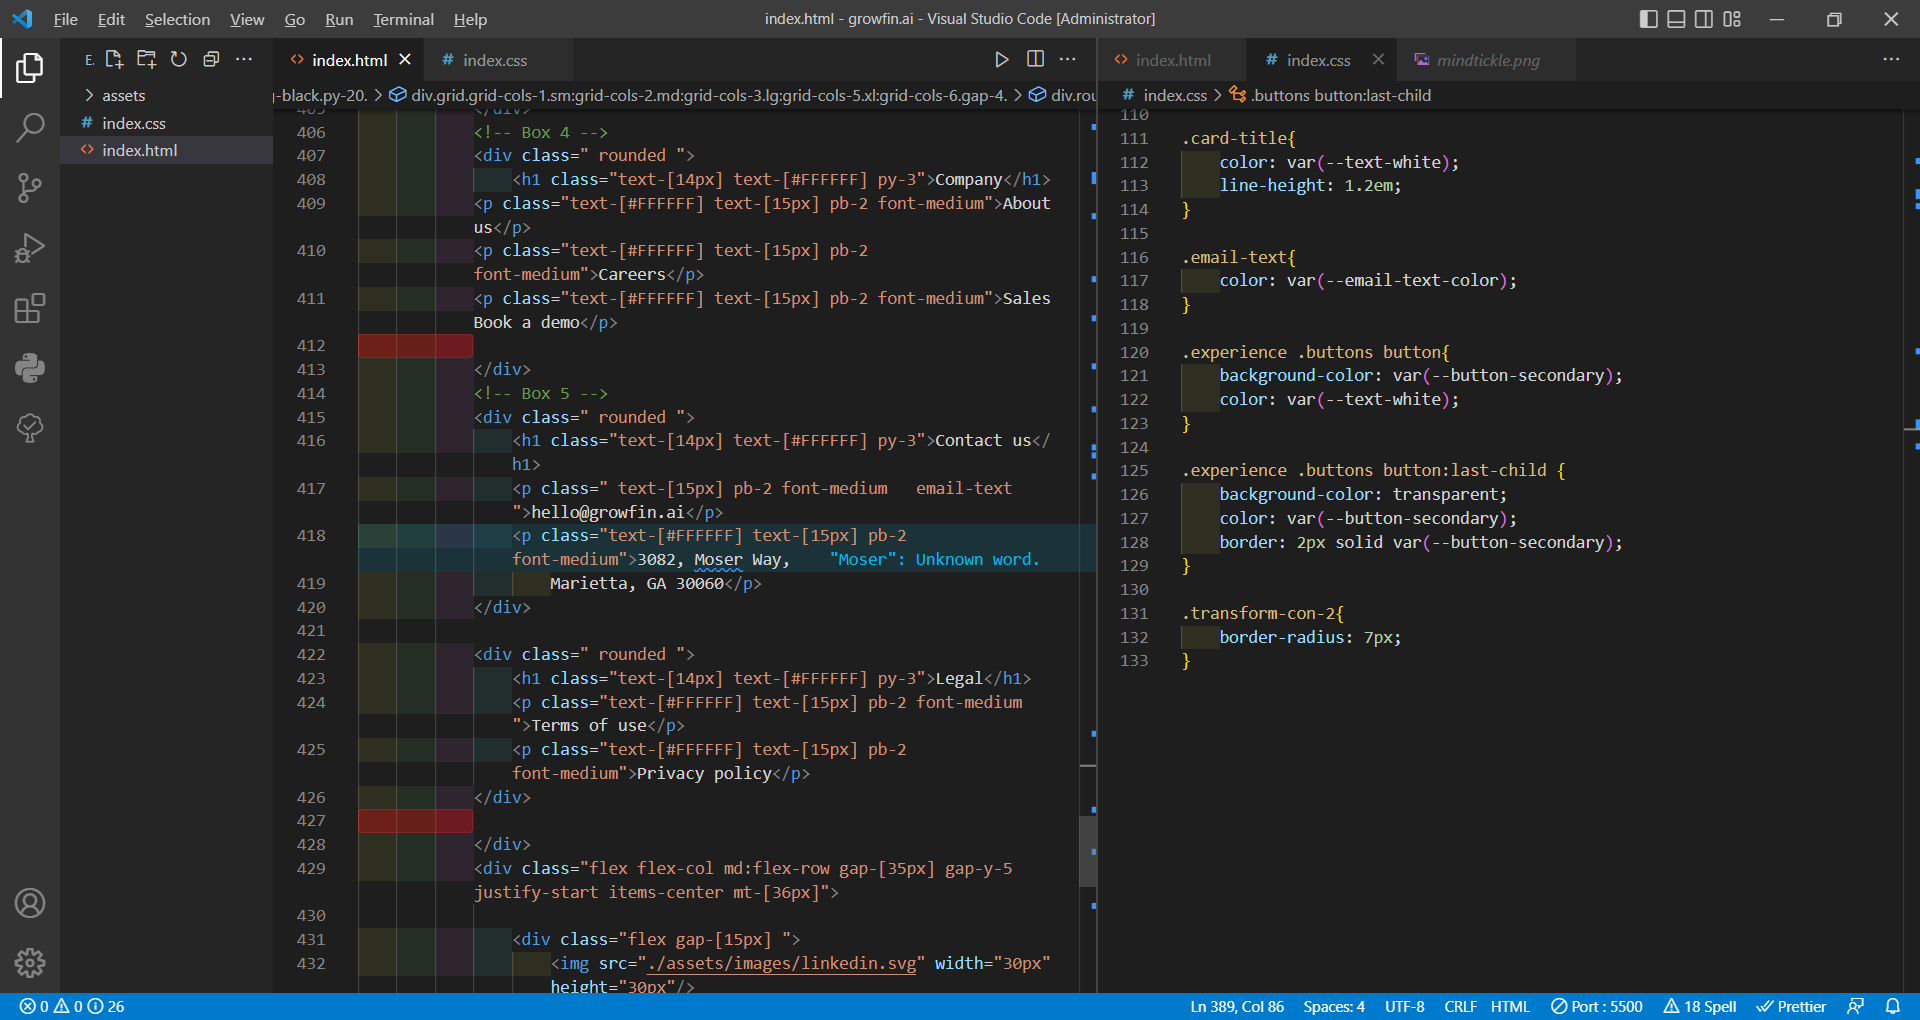 File Edit Selection View Go Run Terminal Help
index.html - growfin.ai - Visual Studio Code [Administrator]
E.
assets
index.css
index.html
index.html
index.css
index.html
index.css
mindtickle.png
-black.py-20. > div.grid.grid-cols-1.sm:grid-cols-2.md:grid-cols-3.lg:grid-cols-5.xl:grid-cols-6.gap-4. > div.rou
index.css > .buttons button:last-child
405 </div>
406 <!-- Box 4 -->
407 <div class=" rounded ">
408 <h1 class="text-[14px] text-[#FFFFFF] py-3">Company</h1>
409 <p class="text-[#FFFFFF] text-[15px] pb-2 font-medium">About
us</p>
410 <p class="text-[#FFFFFF] text-[15px] pb-2
font-medium">Careers</p>
411 <p class="text-[#FFFFFF] text-[15px] pb-2 font-medium">Sales
Book a demo</p>
412
413 </div>
414 <!-- Box 5 -->
415 <div class=" rounded ">
416 <h1 class="text-[14px] text-[#FFFFFF] py-3">Contact us</
h1>
417 <p class=" text-[15px] pb-2 font-medium   email-text
">hello@growfin.ai</p>
418 <p class="text-[#FFFFFF] text-[15px] pb-2
font-medium">3082, Moser Way,    "Moser": Unknown word.
419 Marietta, GA 30060</p>
420 </div>
421
422 <div class=" rounded ">
423 <h1 class="text-[14px] text-[#FFFFFF] py-3">Legal</h1>
424 <p class="text-[#FFFFFF] text-[15px] pb-2 font-medium
">Terms of use</p>
425 <p class="text-[#FFFFFF] text-[15px] pb-2
font-medium">Privacy policy</p>
426 </div>
427
428 </div>
429 <div class="flex flex-col md:flex-row gap-[35px] gap-y-5
justify-start items-center mt-[36px]">
430
431 <div class="flex gap-[15px] ">
432 <img src="./assets/images/linkedin.svg" width="30px"
height="30px"/>
110
111 .card-title{
112 color: var(--text-white);
113 line-height: 1.2em;
114 }
115
116 .email-text{
117 color: var(--email-text-color);
118 }
119
120 .experience .buttons button{
121 background-color: var(--button-secondary);
122 color: var(--text-white);
123 }
124
125 .experience .buttons button:last-child {
126 background-color: transparent;
127 color: var(--button-secondary);
128 border: 2px solid var(--button-secondary);
129 }
130
131 .transform-con-2{
132 border-radius: 7px;
133 }
0 0 26
Ln 389, Col 86 Spaces: 4 UTF-8 CRLF HTML Port : 5500 18 Spell Prettier